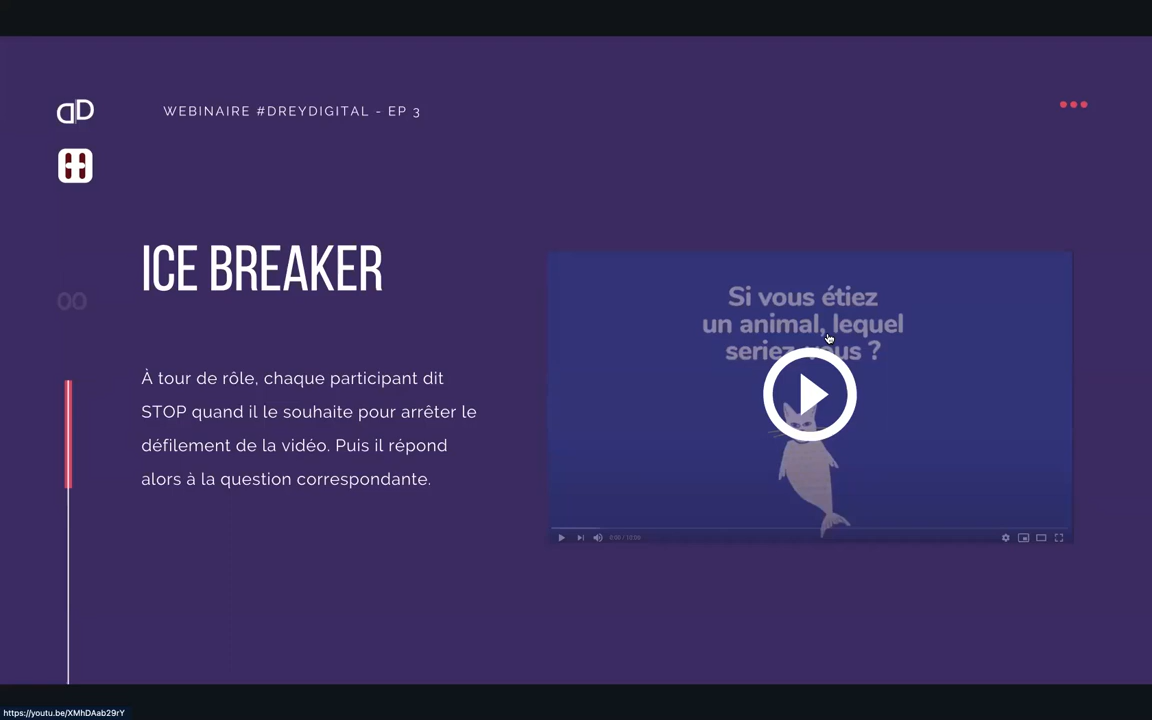 WEBINAIRE #DREYDIGITAL - EP 3
ICE BREAKER
00
À tour de rôle, chaque participant dit
STOP quand il le souhaite pour arrêter le
défilement de la vidéo. Puis il répond
alors à la question correspondante.
Si vous étiez
un animal, lequel
seriez-vous ?
https://youtu.be/XMhDAab29rY